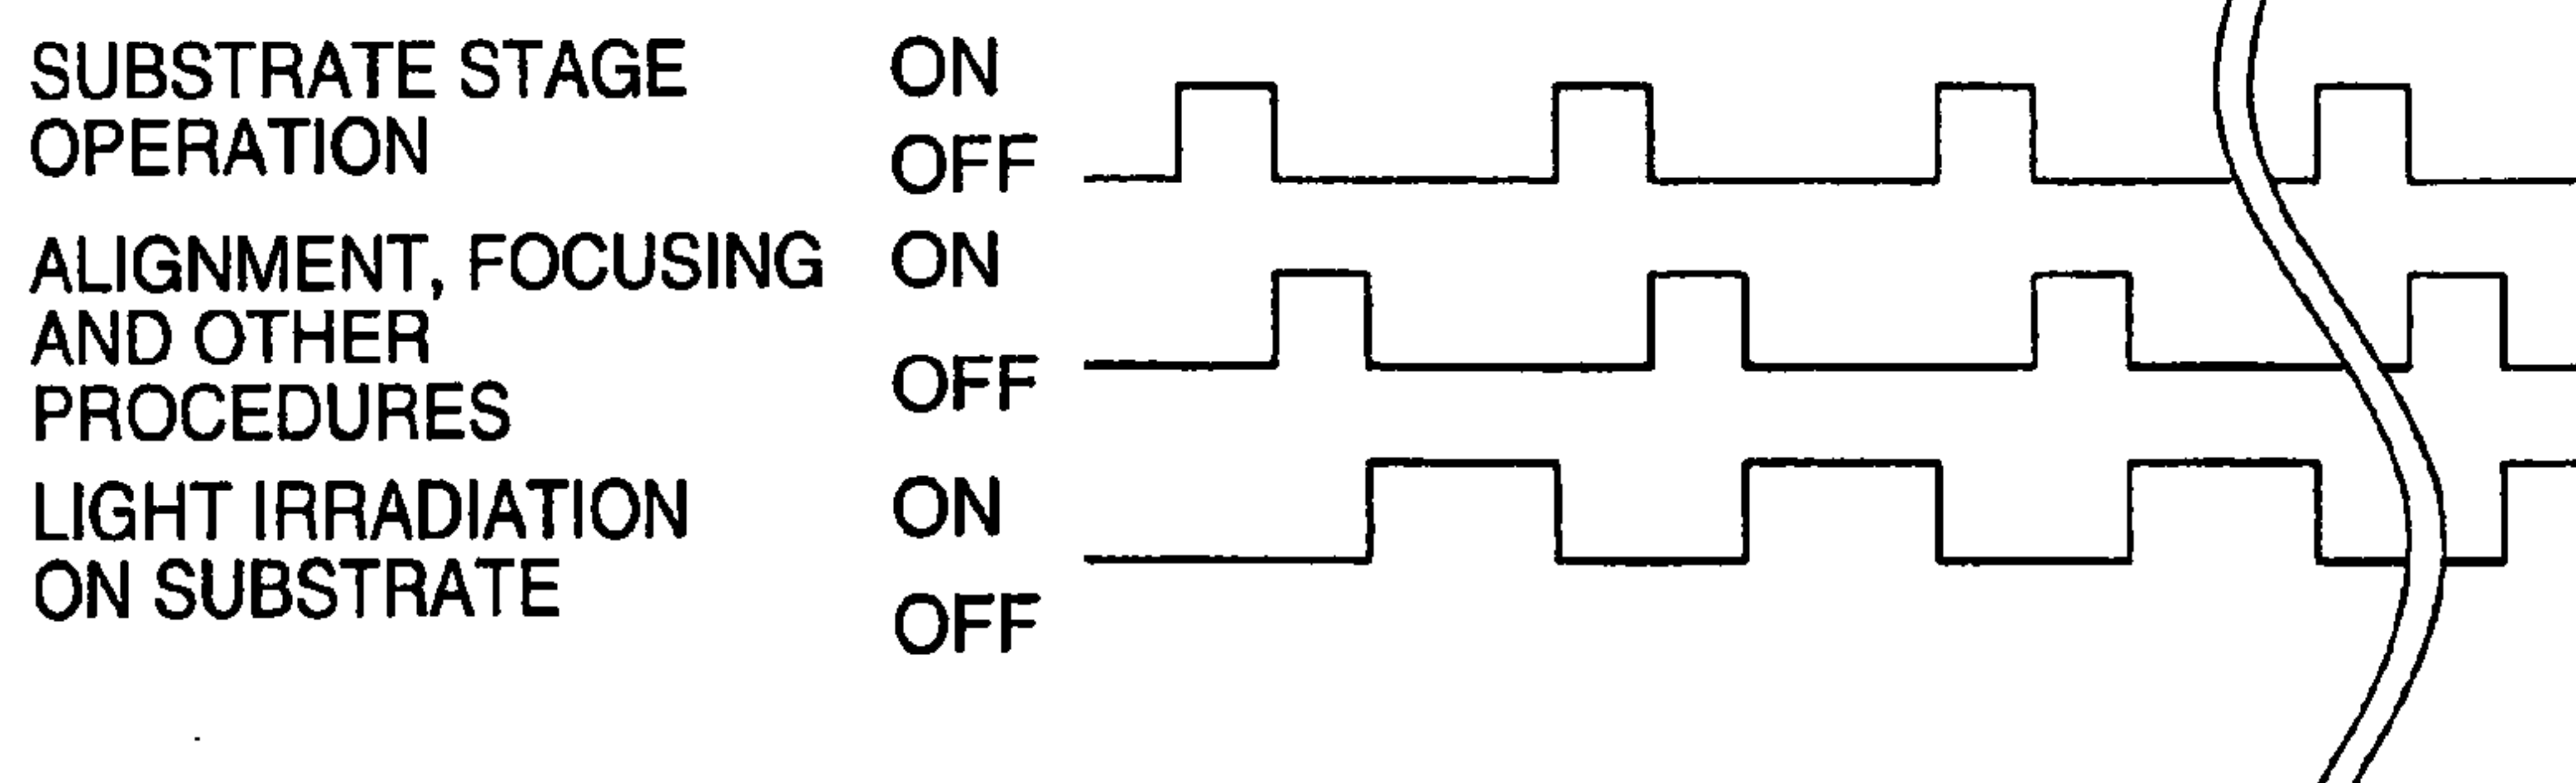 SUBSTRATE STAGE
OPERATION
ON
OFF
ALIGNMENT, FOCUSING
AND OTHER
PROCEDURES
ON
OFF
LIGHT IRRADIATION
ON SUBSTRATE
ON
OFF